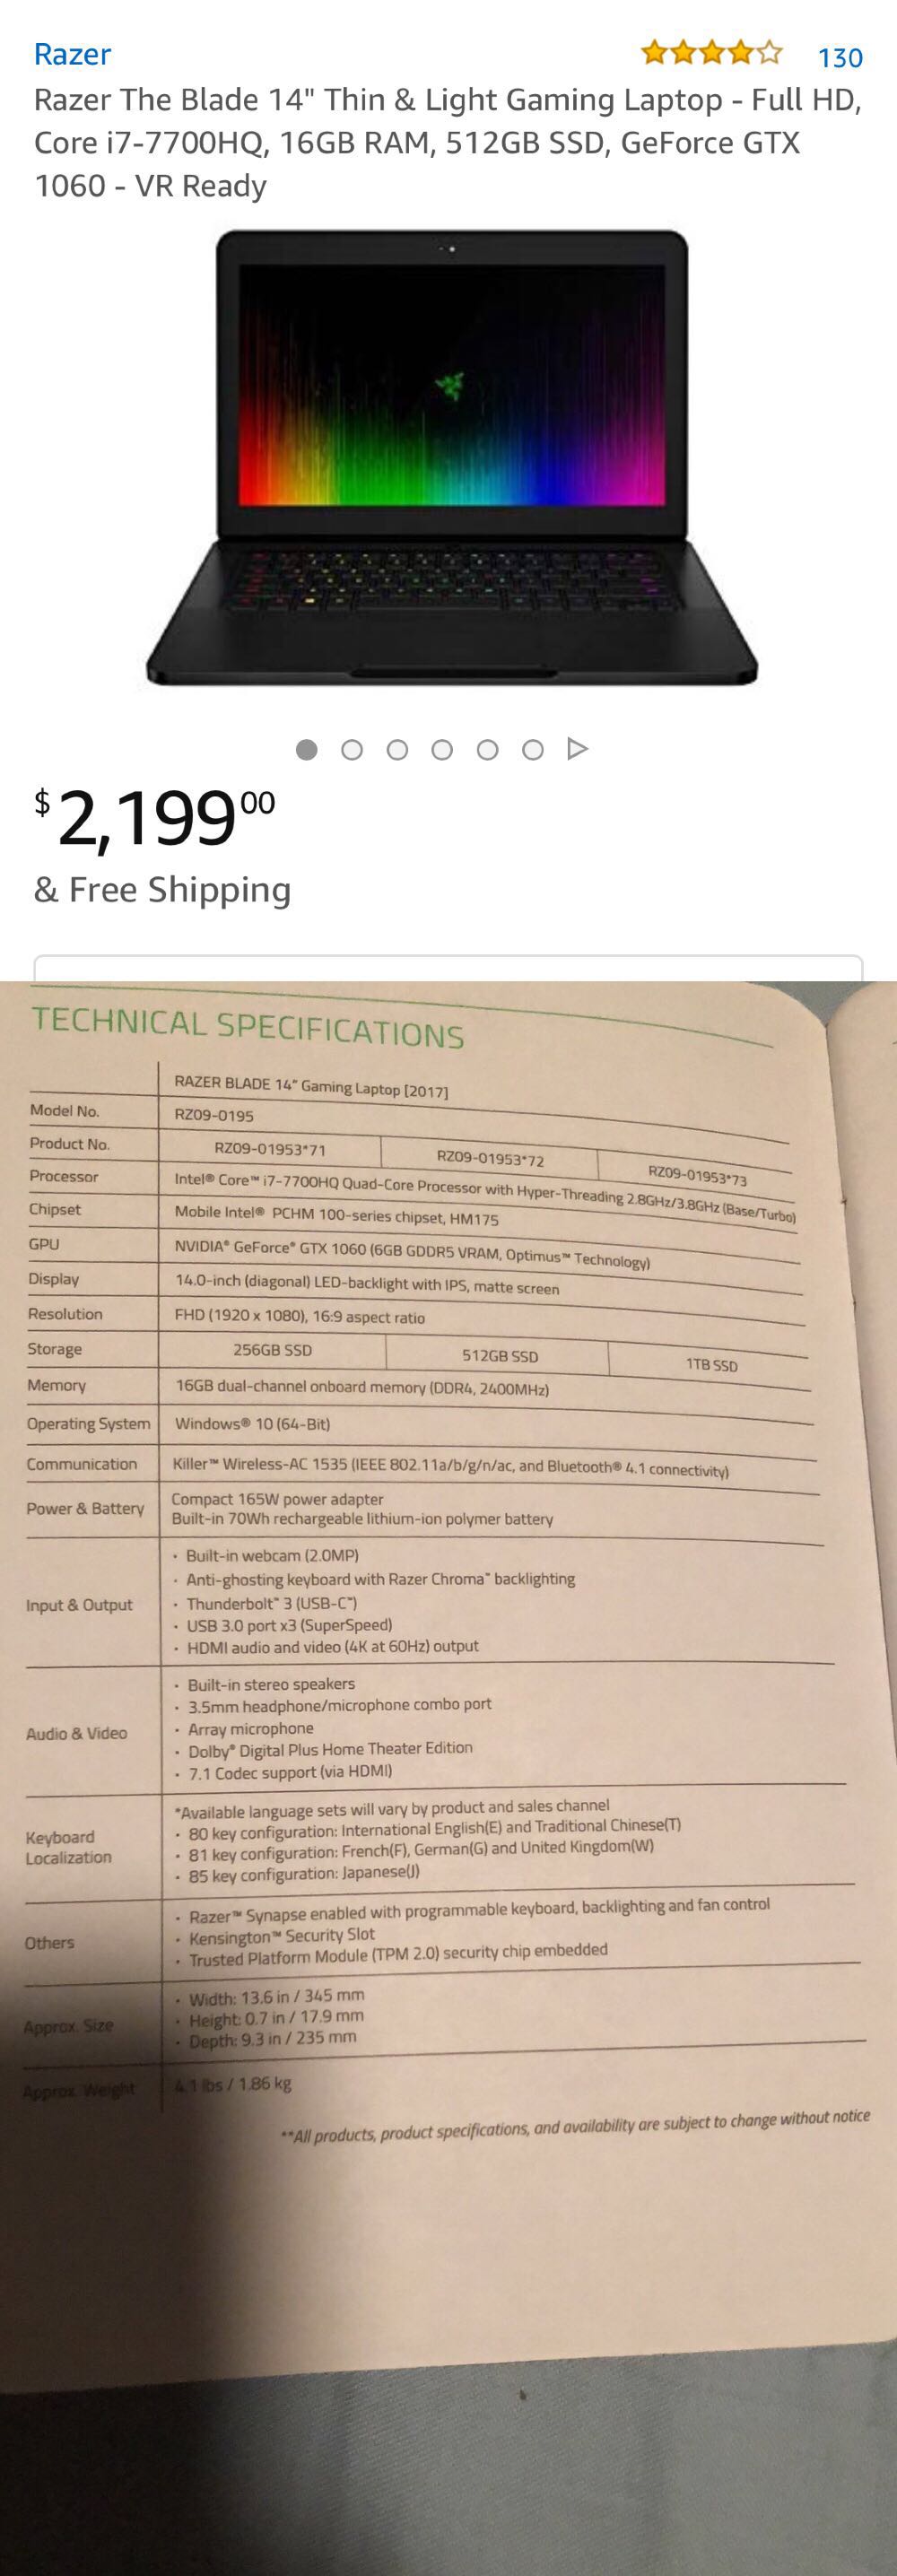 Razer
130
Razer The Blade 14" Thin & Light Gaming Laptop - Full HD,
Core i7-7700HQ, 16GB RAM, 512GB SSD, GeForce GTX
1060 - VR Ready
$2,199 00
& Free Shipping
TECHNICAL SPECIFICATIONS
RAZER BLADE 14" Gaming Laptop [2017]
Model No. RZ09-0195
Product No. RZ09-01953*71 RZ09-01953*72 RZ09-01953*73
Processor Intel® Core™ i7-7700HQ Quad-Core Processor with Hyper-Threading 2.8GHz/3.8GHz (Base/Turbo)
Chipset Mobile Intel® PCHM 100-series chipset, HM175
GPU NVIDIA® GeForce® GTX 1060 (6GB GDDR5 VRAM, Optimus™ Technology)
Display 14.0-inch (diagonal) LED-backlight with IPS, matte screen
Resolution FHD (1920 x 1080), 16:9 aspect ratio
Storage 256GB SSD 512GB SSD 1TB SSD
Memory 16GB dual-channel onboard memory (DDR4, 2400MHz)
Operating System Windows® 10 (64-Bit)
Communication Killer™ Wireless-AC 1535 (IEEE 802.11a/b/g/n/ac, and Bluetooth® 4.1 connectivity)
Power & Battery
Compact 165W power adapter
Built-in 70Wh rechargeable lithium-ion polymer battery
Input & Output
· Built-in webcam (2.0MP)
· Anti-ghosting keyboard with Razer Chroma™ backlighting
· Thunderbolt™ 3 (USB-C™)
· USB 3.0 port x3 (SuperSpeed)
· HDMI audio and video (4K at 60Hz) output
Audio & Video
· Built-in stereo speakers
· 3.5mm headphone/microphone combo port
· Array microphone
· Dolby® Digital Plus Home Theater Edition
· 7.1 Codec support (via HDMI)
Keyboard
Localization
*Available language sets will vary by product and sales channel
· 80 key configuration: International English(E) and Traditional Chinese(T)
· 81 key configuration: French(F), German(G) and United Kingdom(W)
· 85 key configuration: Japanese(J)
Others
· Razer™ Synapse enabled with programmable keyboard, backlighting and fan control
· Kensington™ Security Slot
· Trusted Platform Module (TPM 2.0) security chip embedded
Approx. Size
· Width: 13.6 in / 345 mm
· Height: 0.7 in / 17.9 mm
· Depth: 9.3 in / 235 mm
Approx. Weight 4.1 lbs / 1.86 kg
**All products, product specifications, and availability are subject to change without notice